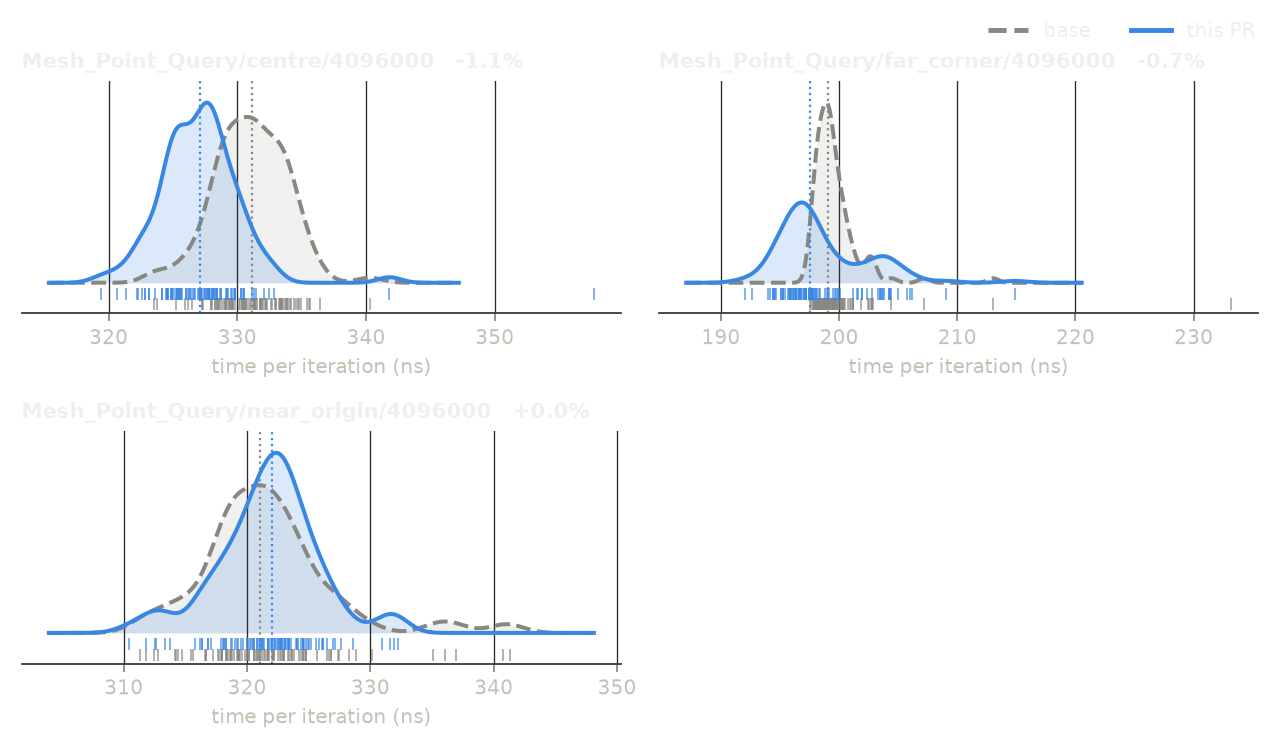 base this PR
Mesh_Point_Query/centre/4096000 -1.1%
320 330 340 350
time per iteration (ns)
Mesh_Point_Query/far_corner/4096000 -0.7%
190 200 210 220 230
time per iteration (ns)
Mesh_Point_Query/near_origin/4096000 +0.0%
310 320 330 340 350
time per iteration (ns)